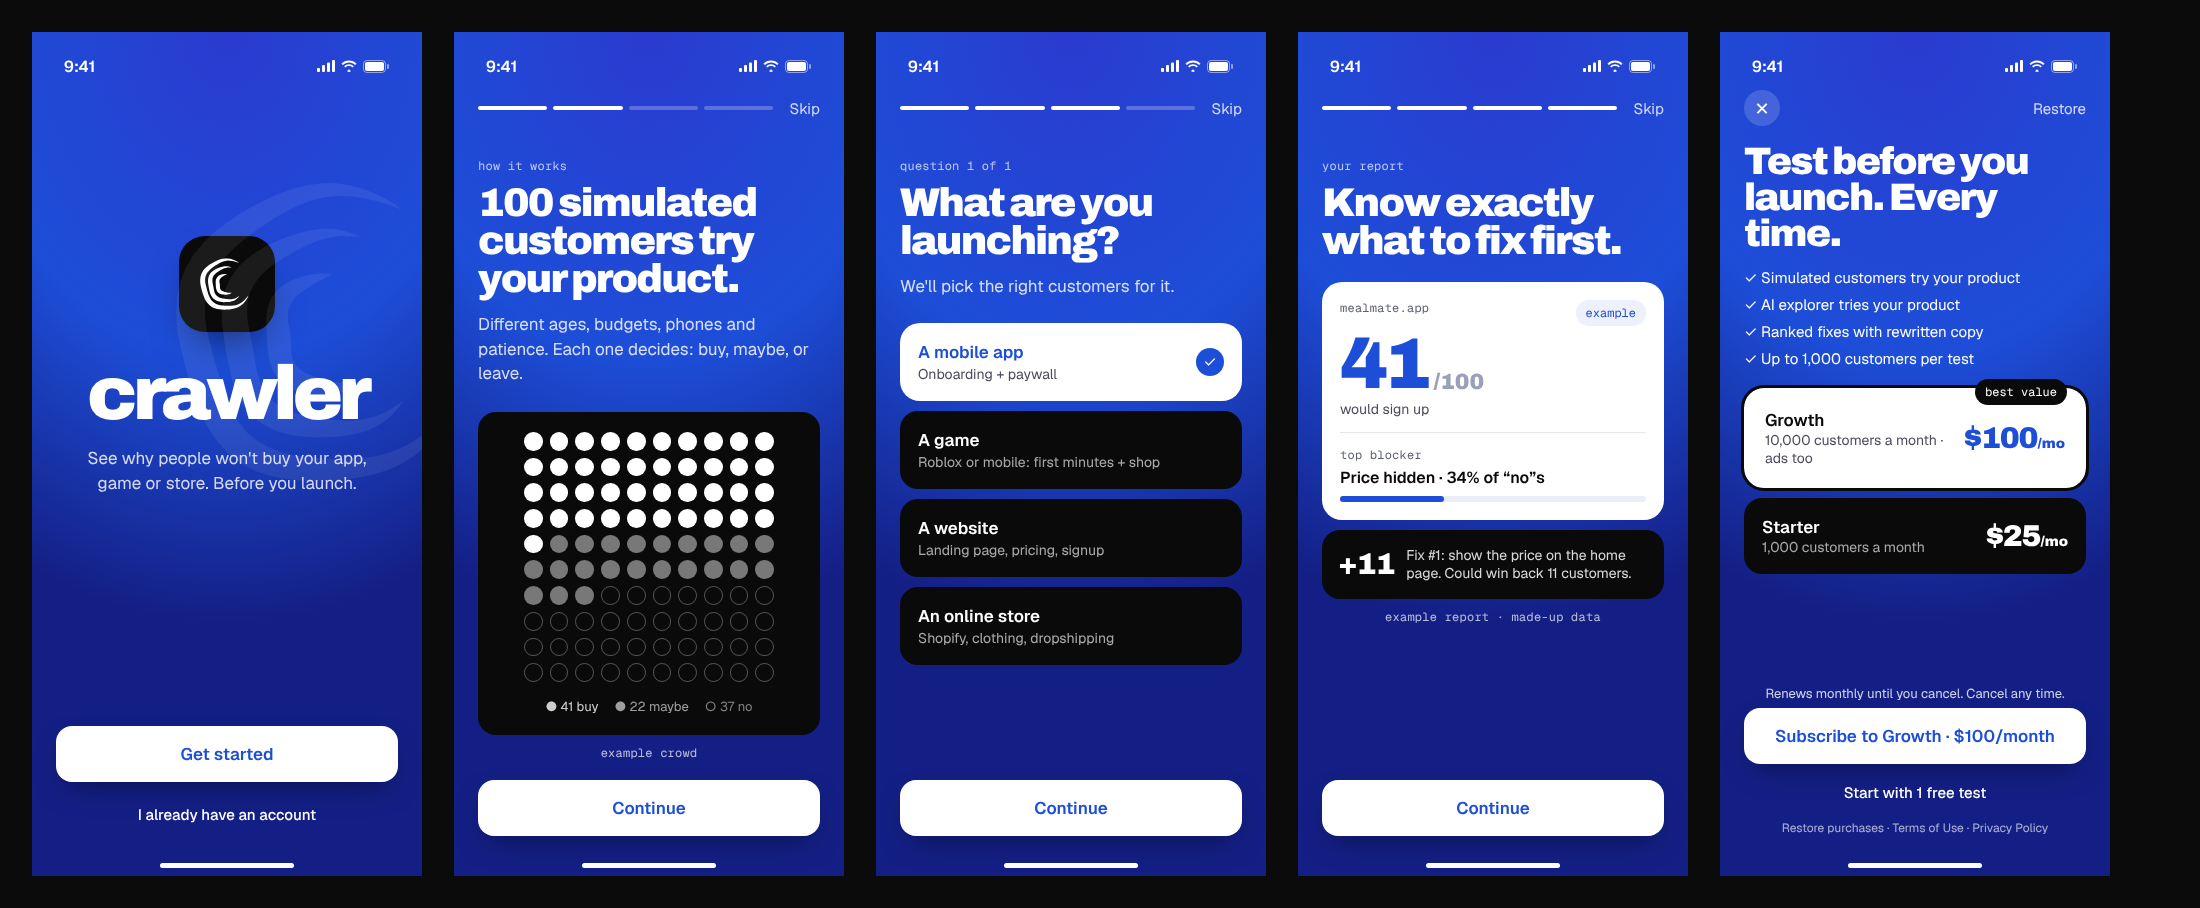 9:41
crawler
See why people won't buy your app,
game or store. Before you launch.
Get started
I already have an account
9:41
Skip
how it works
100 simulated
customers try
your product.
Different ages, budgets, phones and
patience. Each one decides: buy, maybe, or
leave.
41 buy
22 maybe
37 no
example crowd
Continue
9:41
Skip
question 1 of 1
What are you
launching?
We'll pick the right customers for it.
A mobile app
Onboarding + paywall
A game
Roblox or mobile: first minutes + shop
A website
Landing page, pricing, signup
An online store
Shopify, clothing, dropshipping
Continue
9:41
Skip
your report
Know exactly
what to fix first.
mealmate.app
example
41/100
would sign up
top blocker
Price hidden · 34% of “no”s
+11
Fix #1: show the price on the home
page. Could win back 11 customers.
example report · made-up data
Continue
9:41
Restore
Test before you
launch. Every
time.
✓ Simulated customers try your product
✓ AI explorer tries your product
✓ Ranked fixes with rewritten copy
✓ Up to 1,000 customers per test
best value
Growth
10,000 customers a month ·
ads too
$100/mo
Starter
1,000 customers a month
$25/mo
Renews monthly until you cancel. Cancel any time.
Subscribe to Growth · $100/month
Start with 1 free test
Restore purchases · Terms of Use · Privacy Policy